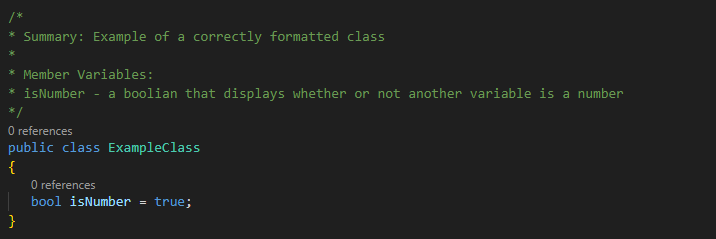 /*
* Summary: Example of a correctly formatted class
*
* Member Variables:
* isNumber - a boolian that displays whether or not another variable is a number
*/
0 references
public class ExampleClass
{
0 references
bool isNumber = true;
}